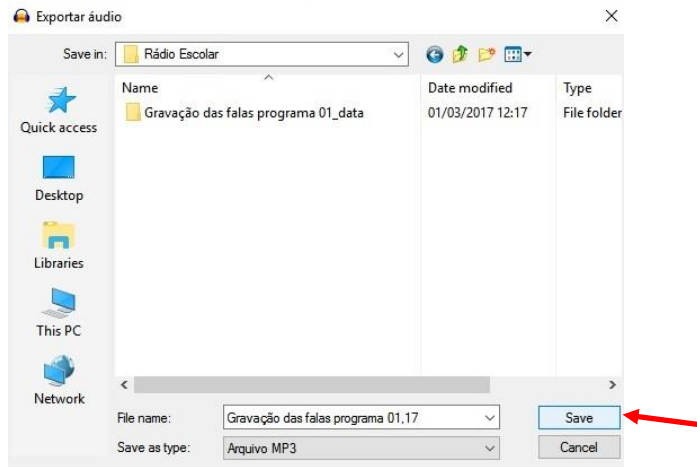 Exportar áudio
Save in: Rádio Escolar
Name Date modified Type
Gravação das falas programa 01_data 01/03/2017 12:17 File folder
Quick access
Desktop
Libraries
This PC
Network
File name: Gravação das falas programa 01,17 Save
Save as type: Arquivo MP3 Cancel